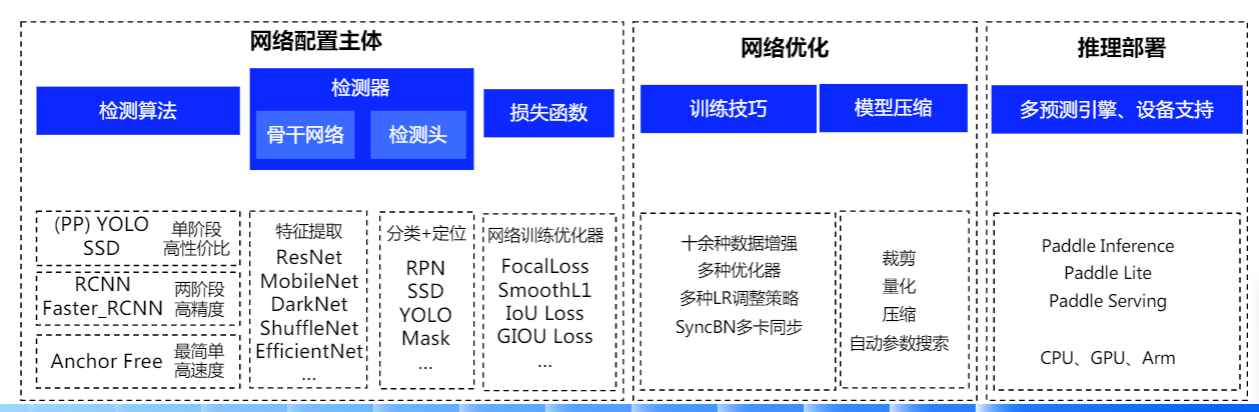 网络配置主体
检测算法
检测器
骨干网络
检测头
损失函数
(PP) YOLO
SSD
单阶段
高性价比
RCNN
Faster_RCNN
两阶段
高精度
Anchor Free
最简单
高速度
特征提取
ResNet
MobileNet
DarkNet
ShuffleNet
EfficientNet
...
分类+定位
RPN
SSD
YOLO
Mask
...
网络训练优化器
FocalLoss
SmoothL1
IoU Loss
GIOU Loss
...
网络优化
训练技巧
模型压缩
十余种数据增强
多种优化器
多种LR调整策略
SyncBN多卡同步
裁剪
量化
压缩
自动参数搜索
推理部署
多预测引擎、设备支持
Paddle Inference
Paddle Lite
Paddle Serving
CPU、GPU、Arm